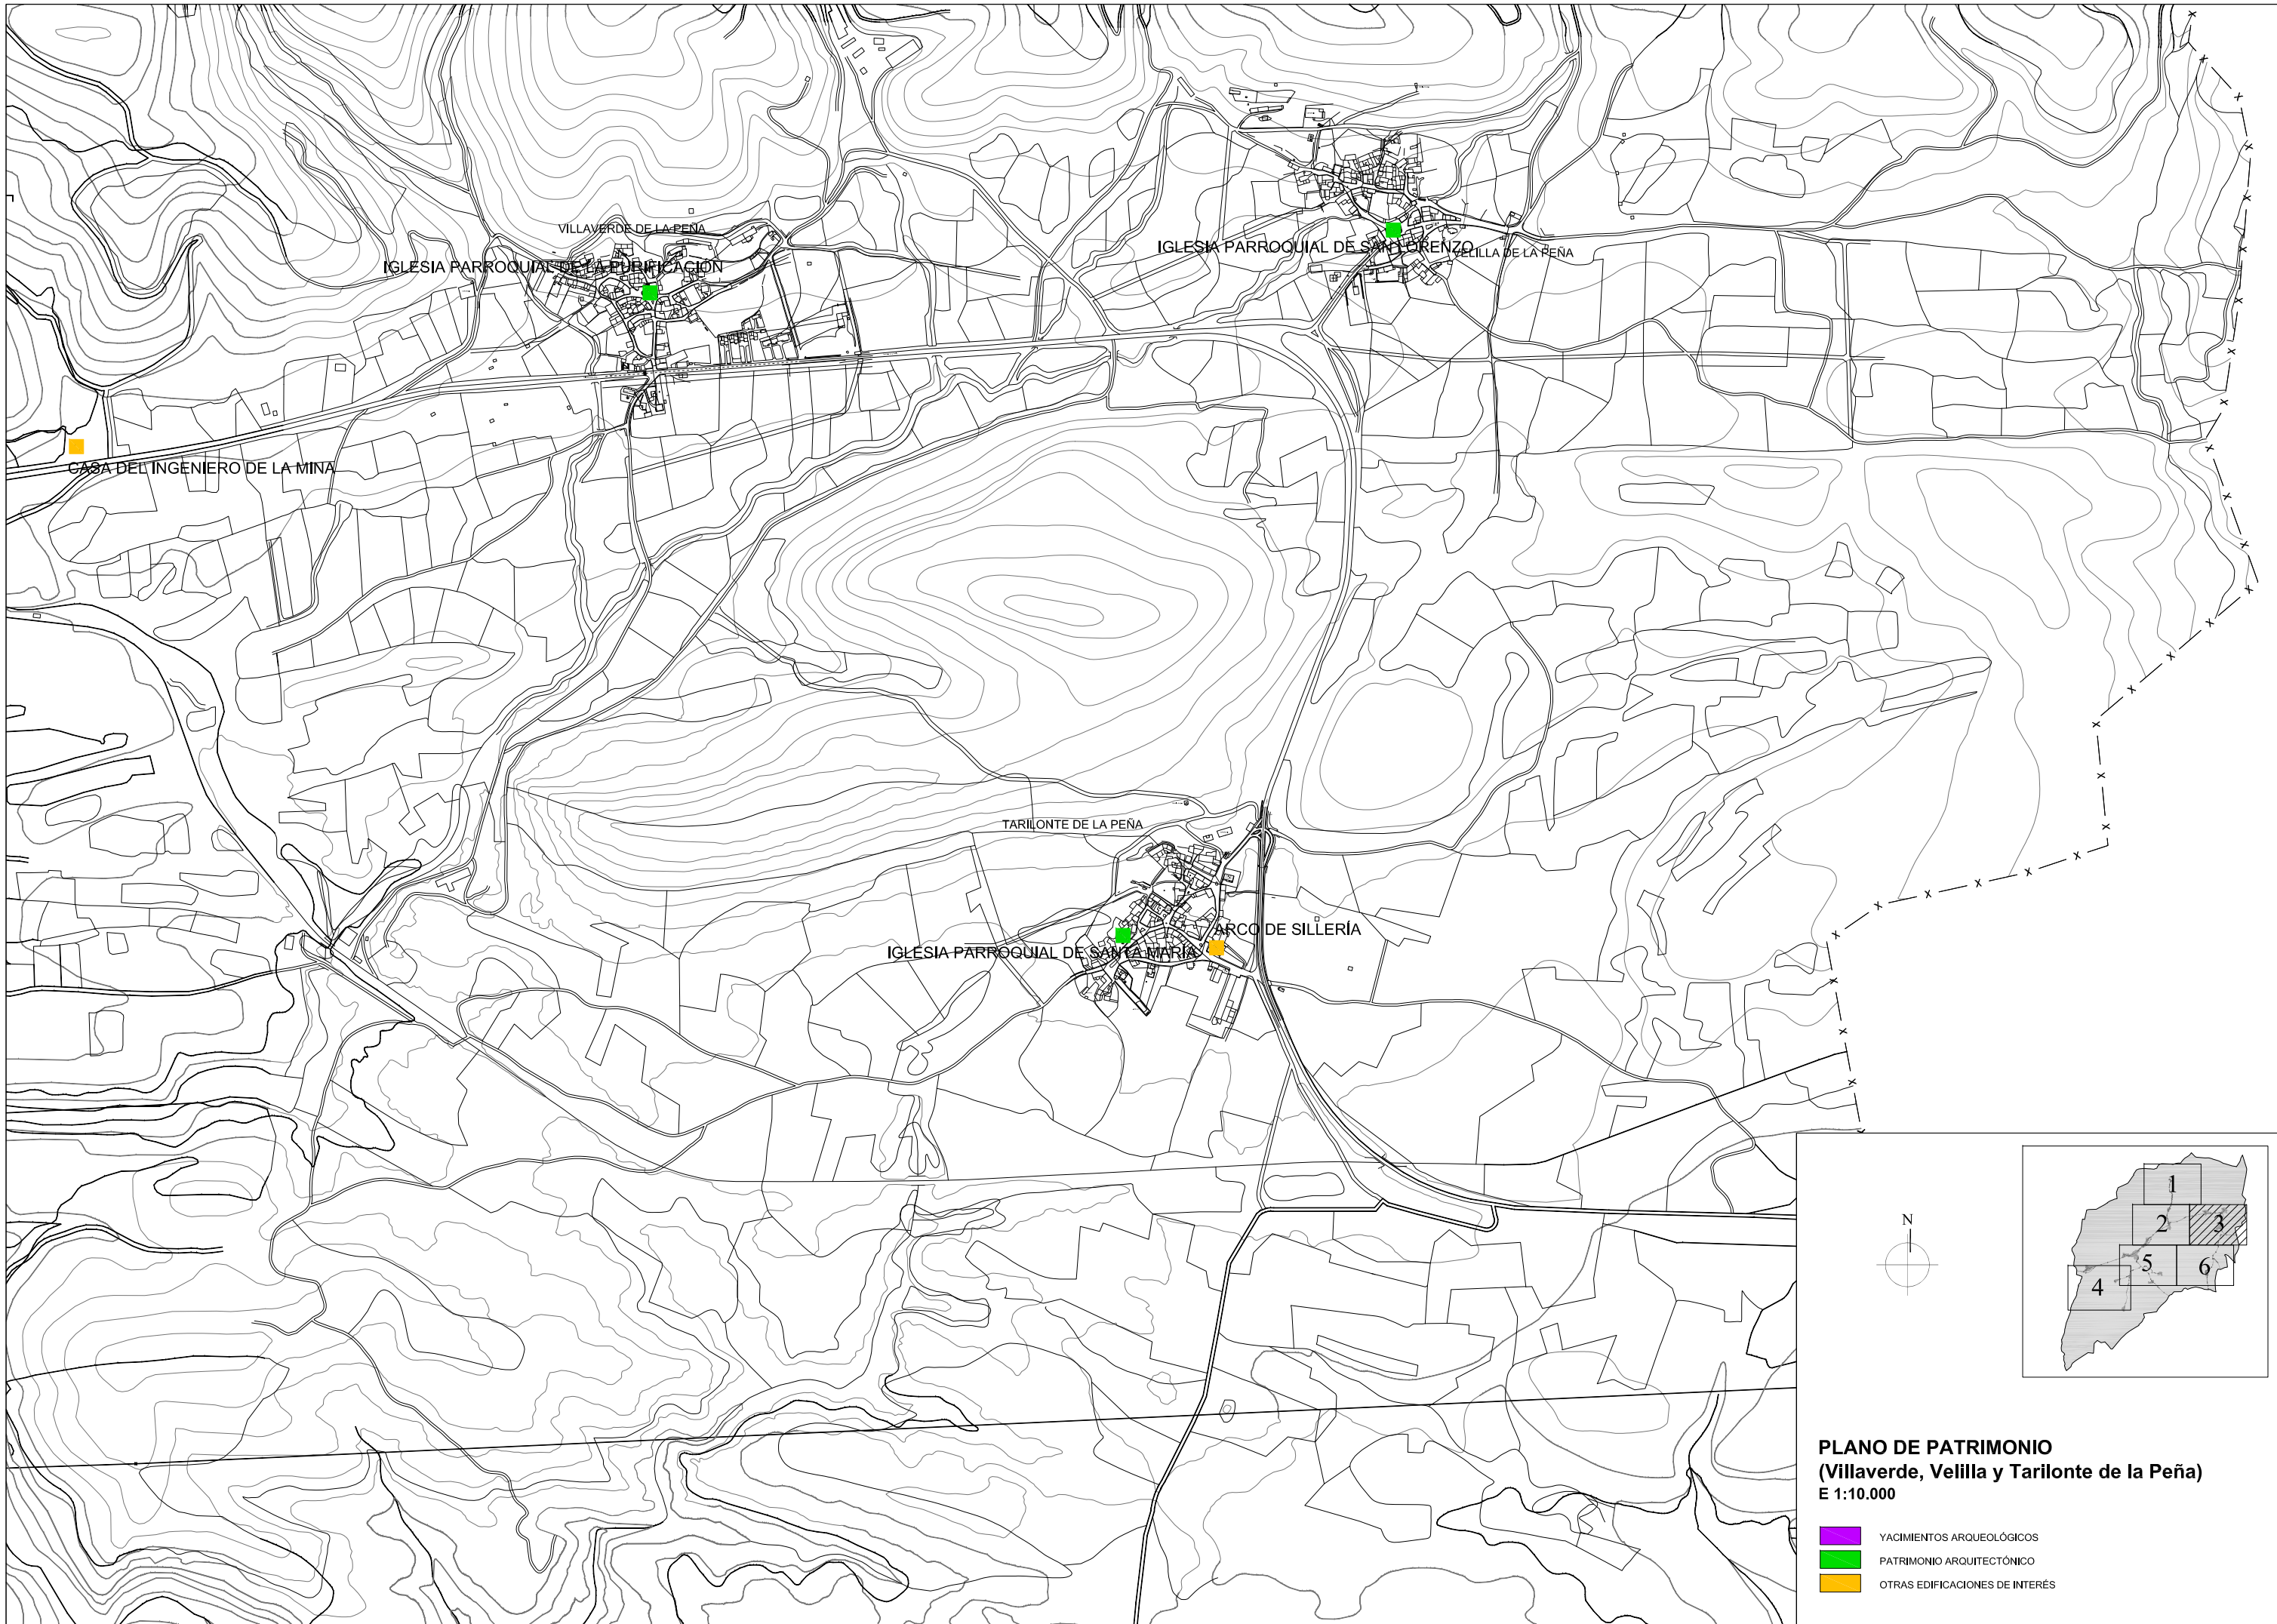 VILLAVERDE DE LA PEÑA
IGLESIA PARROQUIAL DE LA PURIFICACIÓN
IGLESIA PARROQUIAL DE SAN LORENZO
VELILLA DE LA PEÑA
CASA DEL INGENIERO DE LA MINA
TARILONTE DE LA PEÑA
ARCO DE SILLERÍA
IGLESIA PARROQUIAL DE SANTA MARÍA
N
1
2
3
5
6
4
PLANO DE PATRIMONIO
(Villaverde, Velilla y Tarilonte de la Peña)
E 1:10.000
YACIMIENTOS ARQUEOLÓGICOS
PATRIMONIO ARQUITECTÓNICO
OTRAS EDIFICACIONES DE INTERÉS